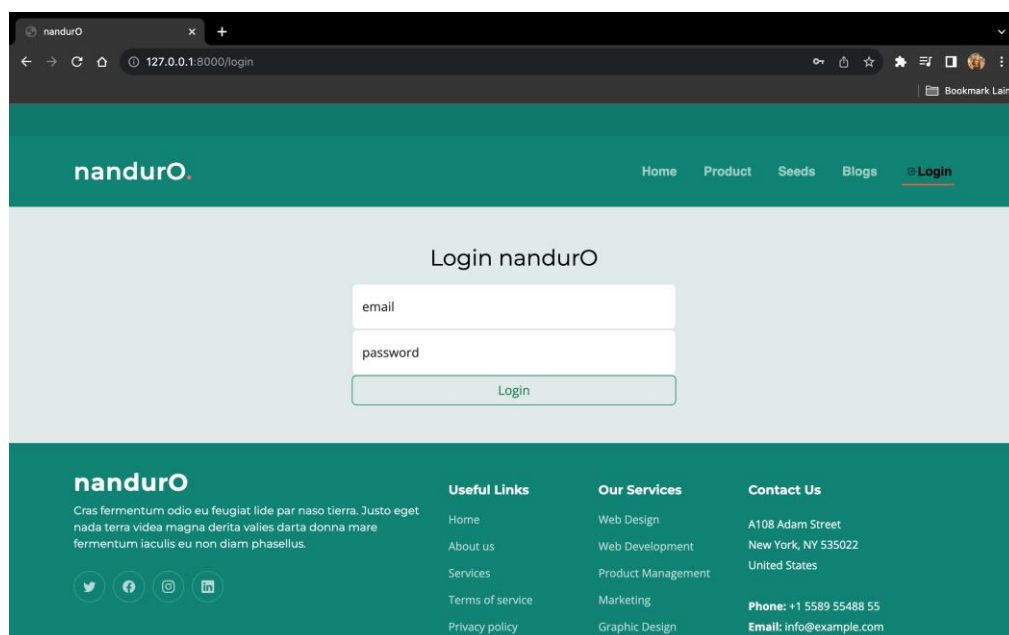 nandurO
127.0.0.1:8000/login
Bookmark Lain
nandurO.
Home Product Seeds Blogs Login
Login nandurO
email
password
Login
nandurO
Cras fermentum odio eu feugiat lide par naso tierra. Justo eget
nada terra videa magna derita valies darta donna mare
fermentum iaculis eu non diam phasellus.
Useful Links
Home
About us
Services
Terms of service
Privacy policy
Our Services
Web Design
Web Development
Product Management
Marketing
Graphic Design
Contact Us
A108 Adam Street
New York, NY 535022
United States
Phone: +1 5589 55488 55
Email: info@example.com